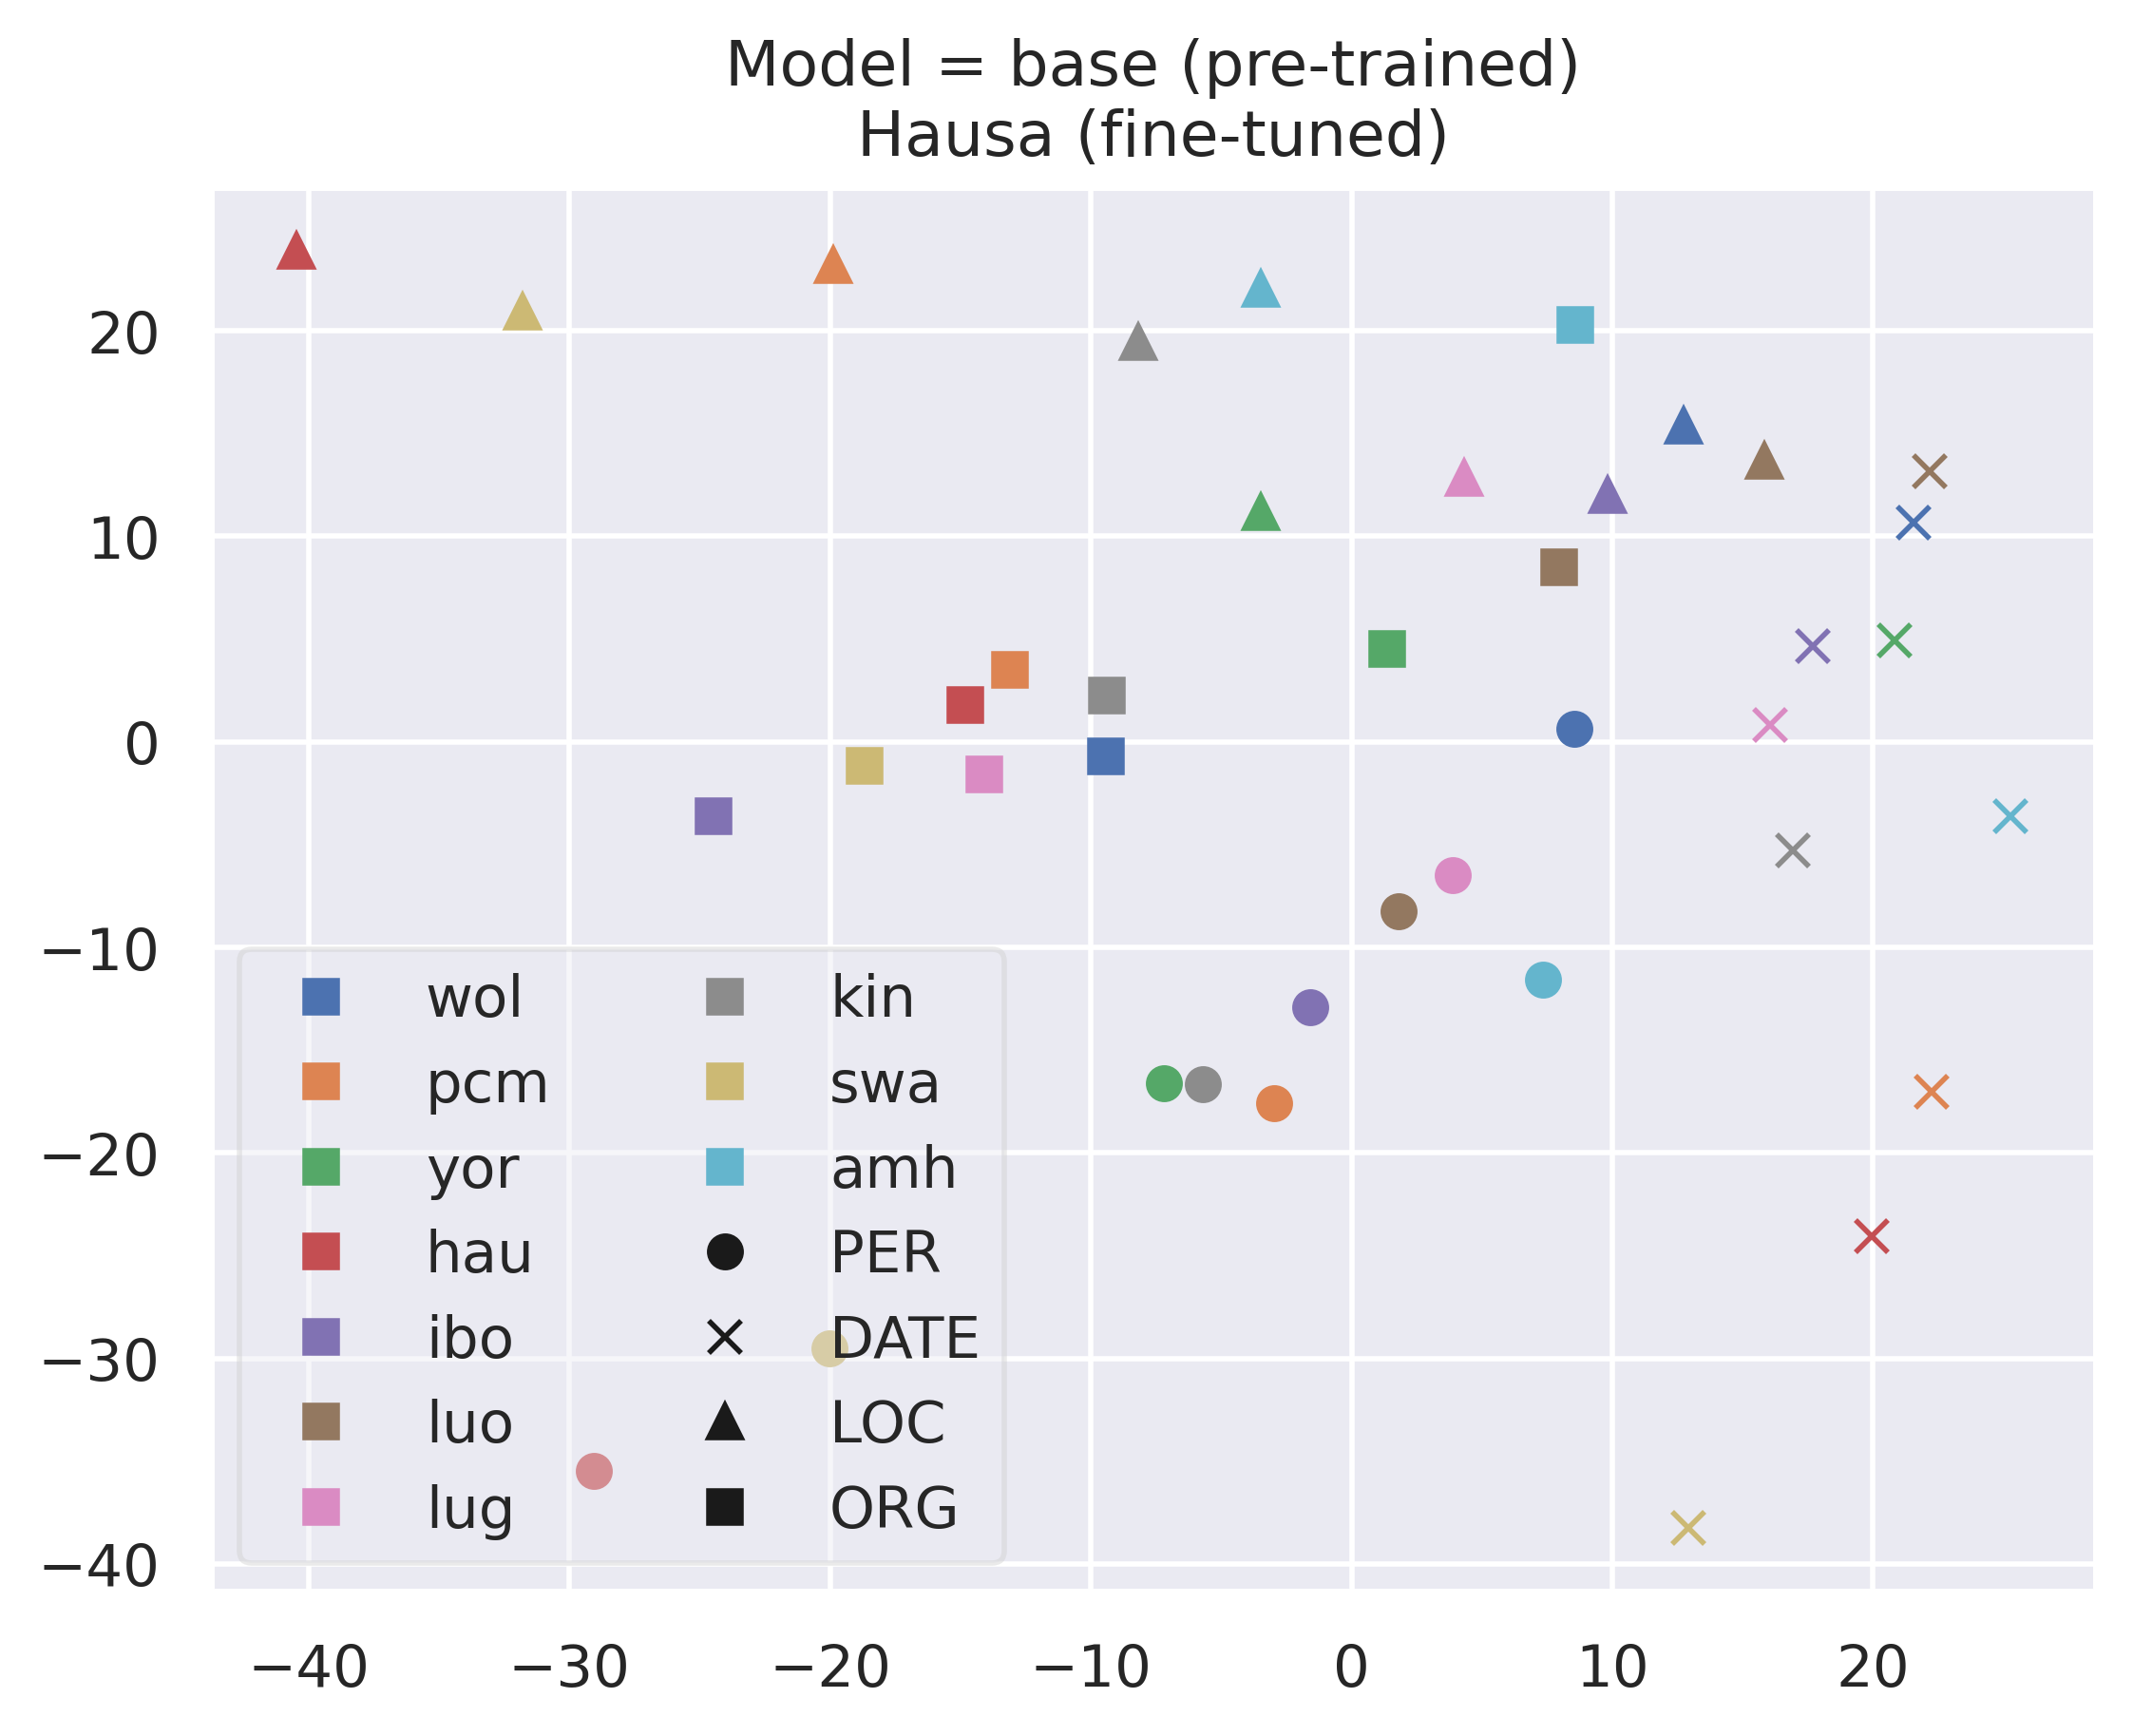 Model = base (pre-trained)
Hausa (fine-tuned)
20
10
0
−10
−20
−30
−40
wol
pcm
yor
hau
ibo
luo
lug
kin
swa
amh
PER
DATE
LOC
ORG
−40 −30 −20 −10 0 10 20